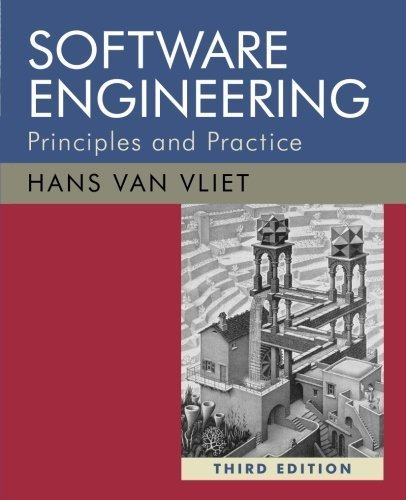 SOFTWARE
ENGINEERING
Principles and Practice
HANS VAN VLIET
THIRD EDITION